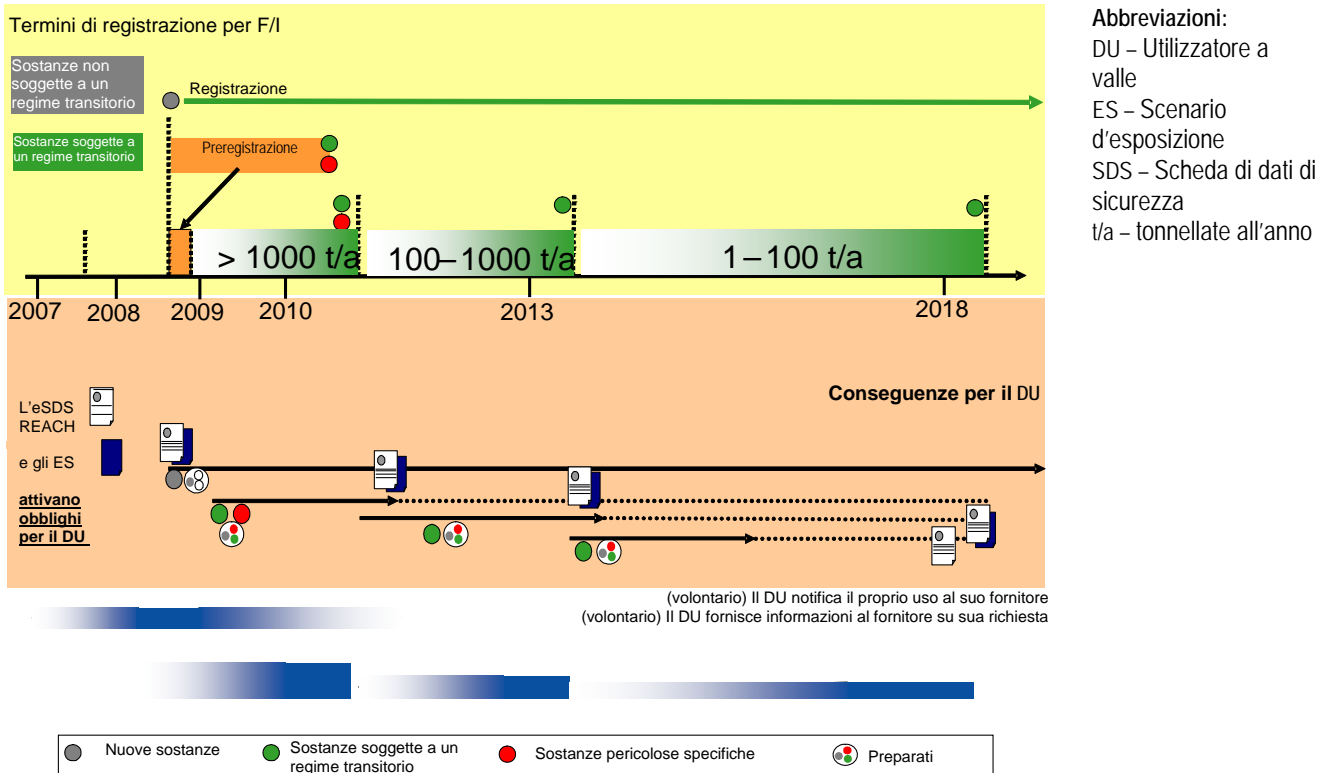 Termini di registrazione per F/I
Sostanze non
soggette a un
regime transitorio
Registrazione
Sostanze soggette a
un regime transitorio
Preregistrazione
> 1000 t/a
100–1000 t/a
1–100 t/a
2007
2008
2009
2010
2013
2018
Conseguenze per il DU
L'eSDS
REACH
e gli ES
attivano
obblighi
per il DU
(volontario) Il DU notifica il proprio uso al suo fornitore
(volontario) Il DU fornisce informazioni al fornitore su sua richiesta
Nuove sostanze
Sostanze soggette a un
regime transitorio
Sostanze pericolose specifiche
Preparati
Abbreviazioni:
DU – Utilizzatore a
valle
ES – Scenario
d'esposizione
SDS – Scheda di dati di
sicurezza
t/a – tonnellate all'anno